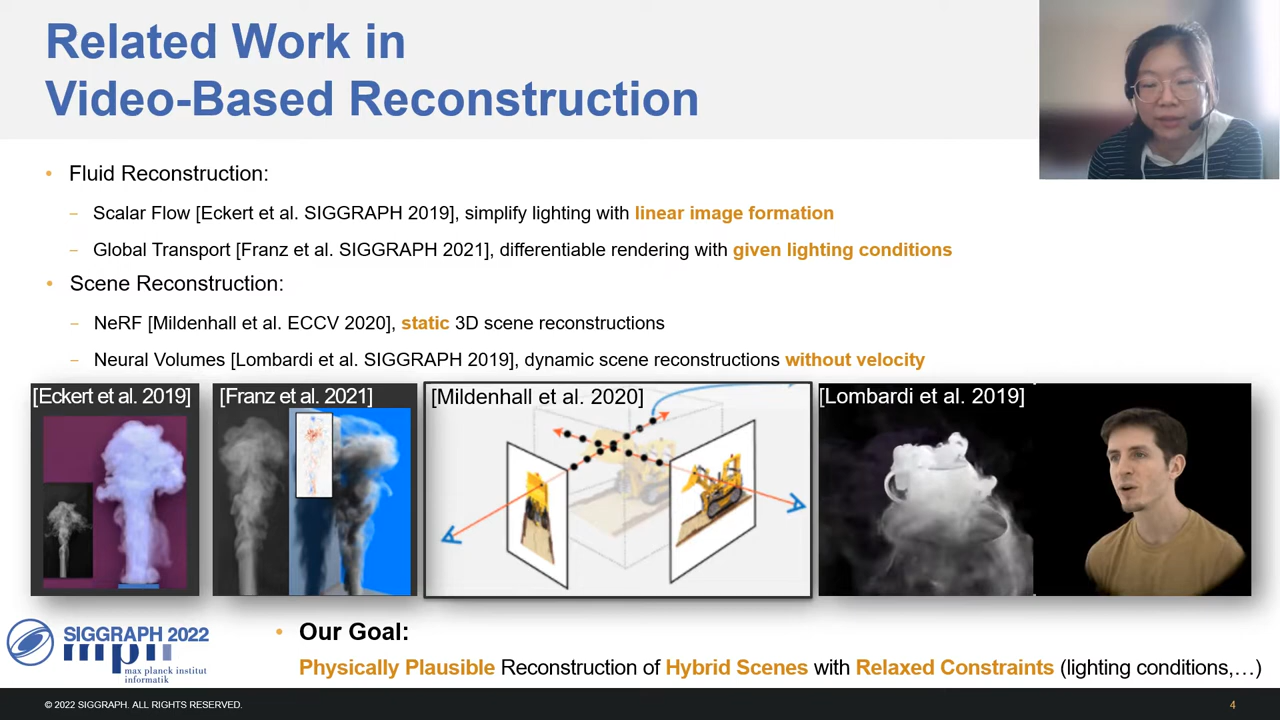 Related Work in
Video-Based Reconstruction
• Fluid Reconstruction:
– Scalar Flow [Eckert et al. SIGGRAPH 2019], simplify lighting with linear image formation
– Global Transport [Franz et al. SIGGRAPH 2021], differentiable rendering with given lighting conditions
• Scene Reconstruction:
– NeRF [Mildenhall et al. ECCV 2020], static 3D scene reconstructions
– Neural Volumes [Lombardi et al. SIGGRAPH 2019], dynamic scene reconstructions without velocity
[Eckert et al. 2019]
[Franz et al. 2021]
[Mildenhall et al. 2020]
[Lombardi et al. 2019]
SIGGRAPH 2022
mpii
max planck institut
informatik
• Our Goal:
Physically Plausible Reconstruction of Hybrid Scenes with Relaxed Constraints (lighting conditions,…)
© 2022 SIGGRAPH. ALL RIGHTS RESERVED.
4